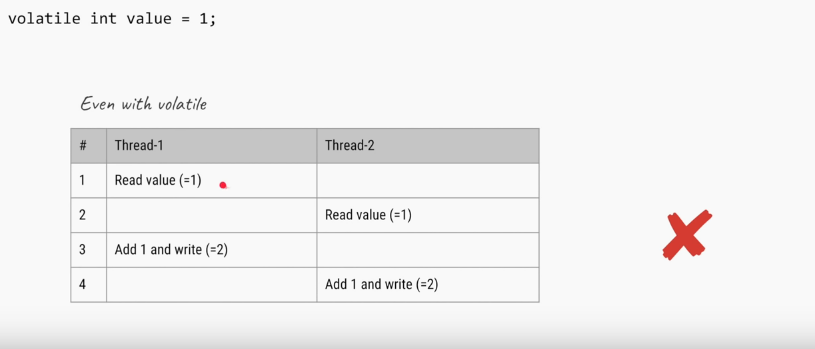 volatile int value = 1;
Even with volatile
# Thread-1 Thread-2
1 Read value (=1)
2 Read value (=1)
3 Add 1 and write (=2)
4 Add 1 and write (=2)